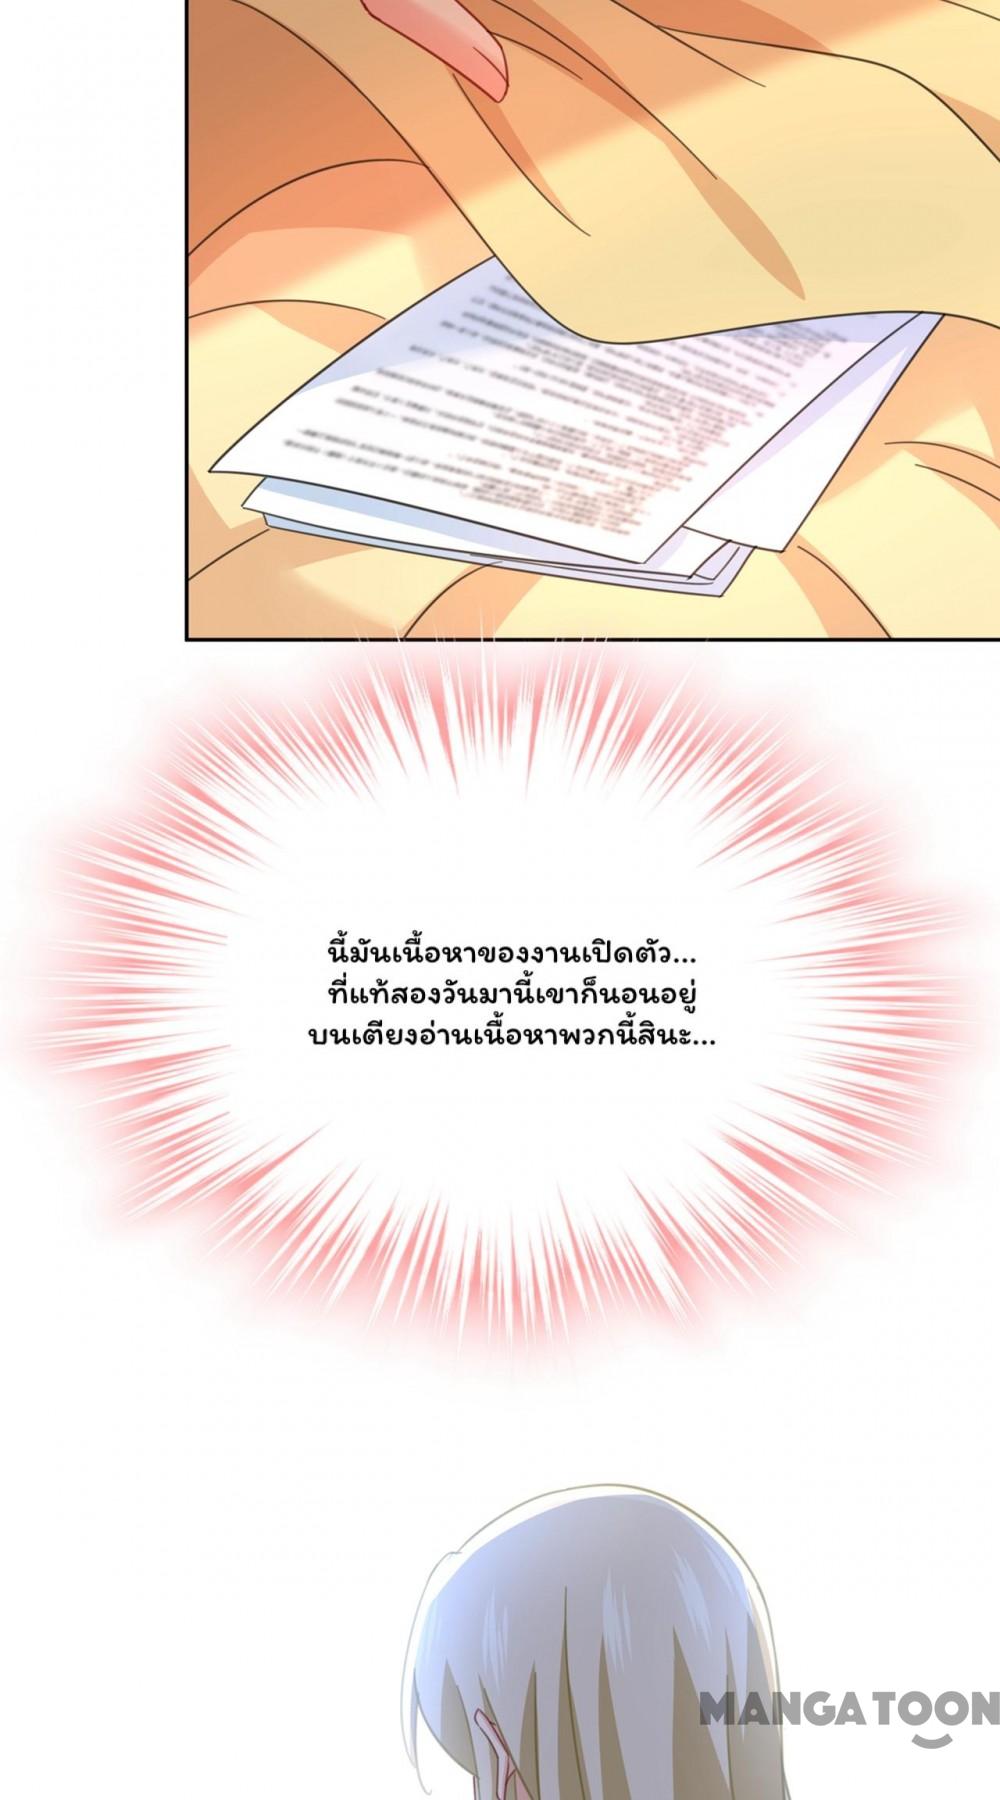 นี้มันเนื้อหาของงานเปิดตัว...
ที่แท้สองวันมานี้เขาก็นอนอยู่
บนเตียงอ่านเนื้อหาพวกนี้สินะ...
MANGATOON